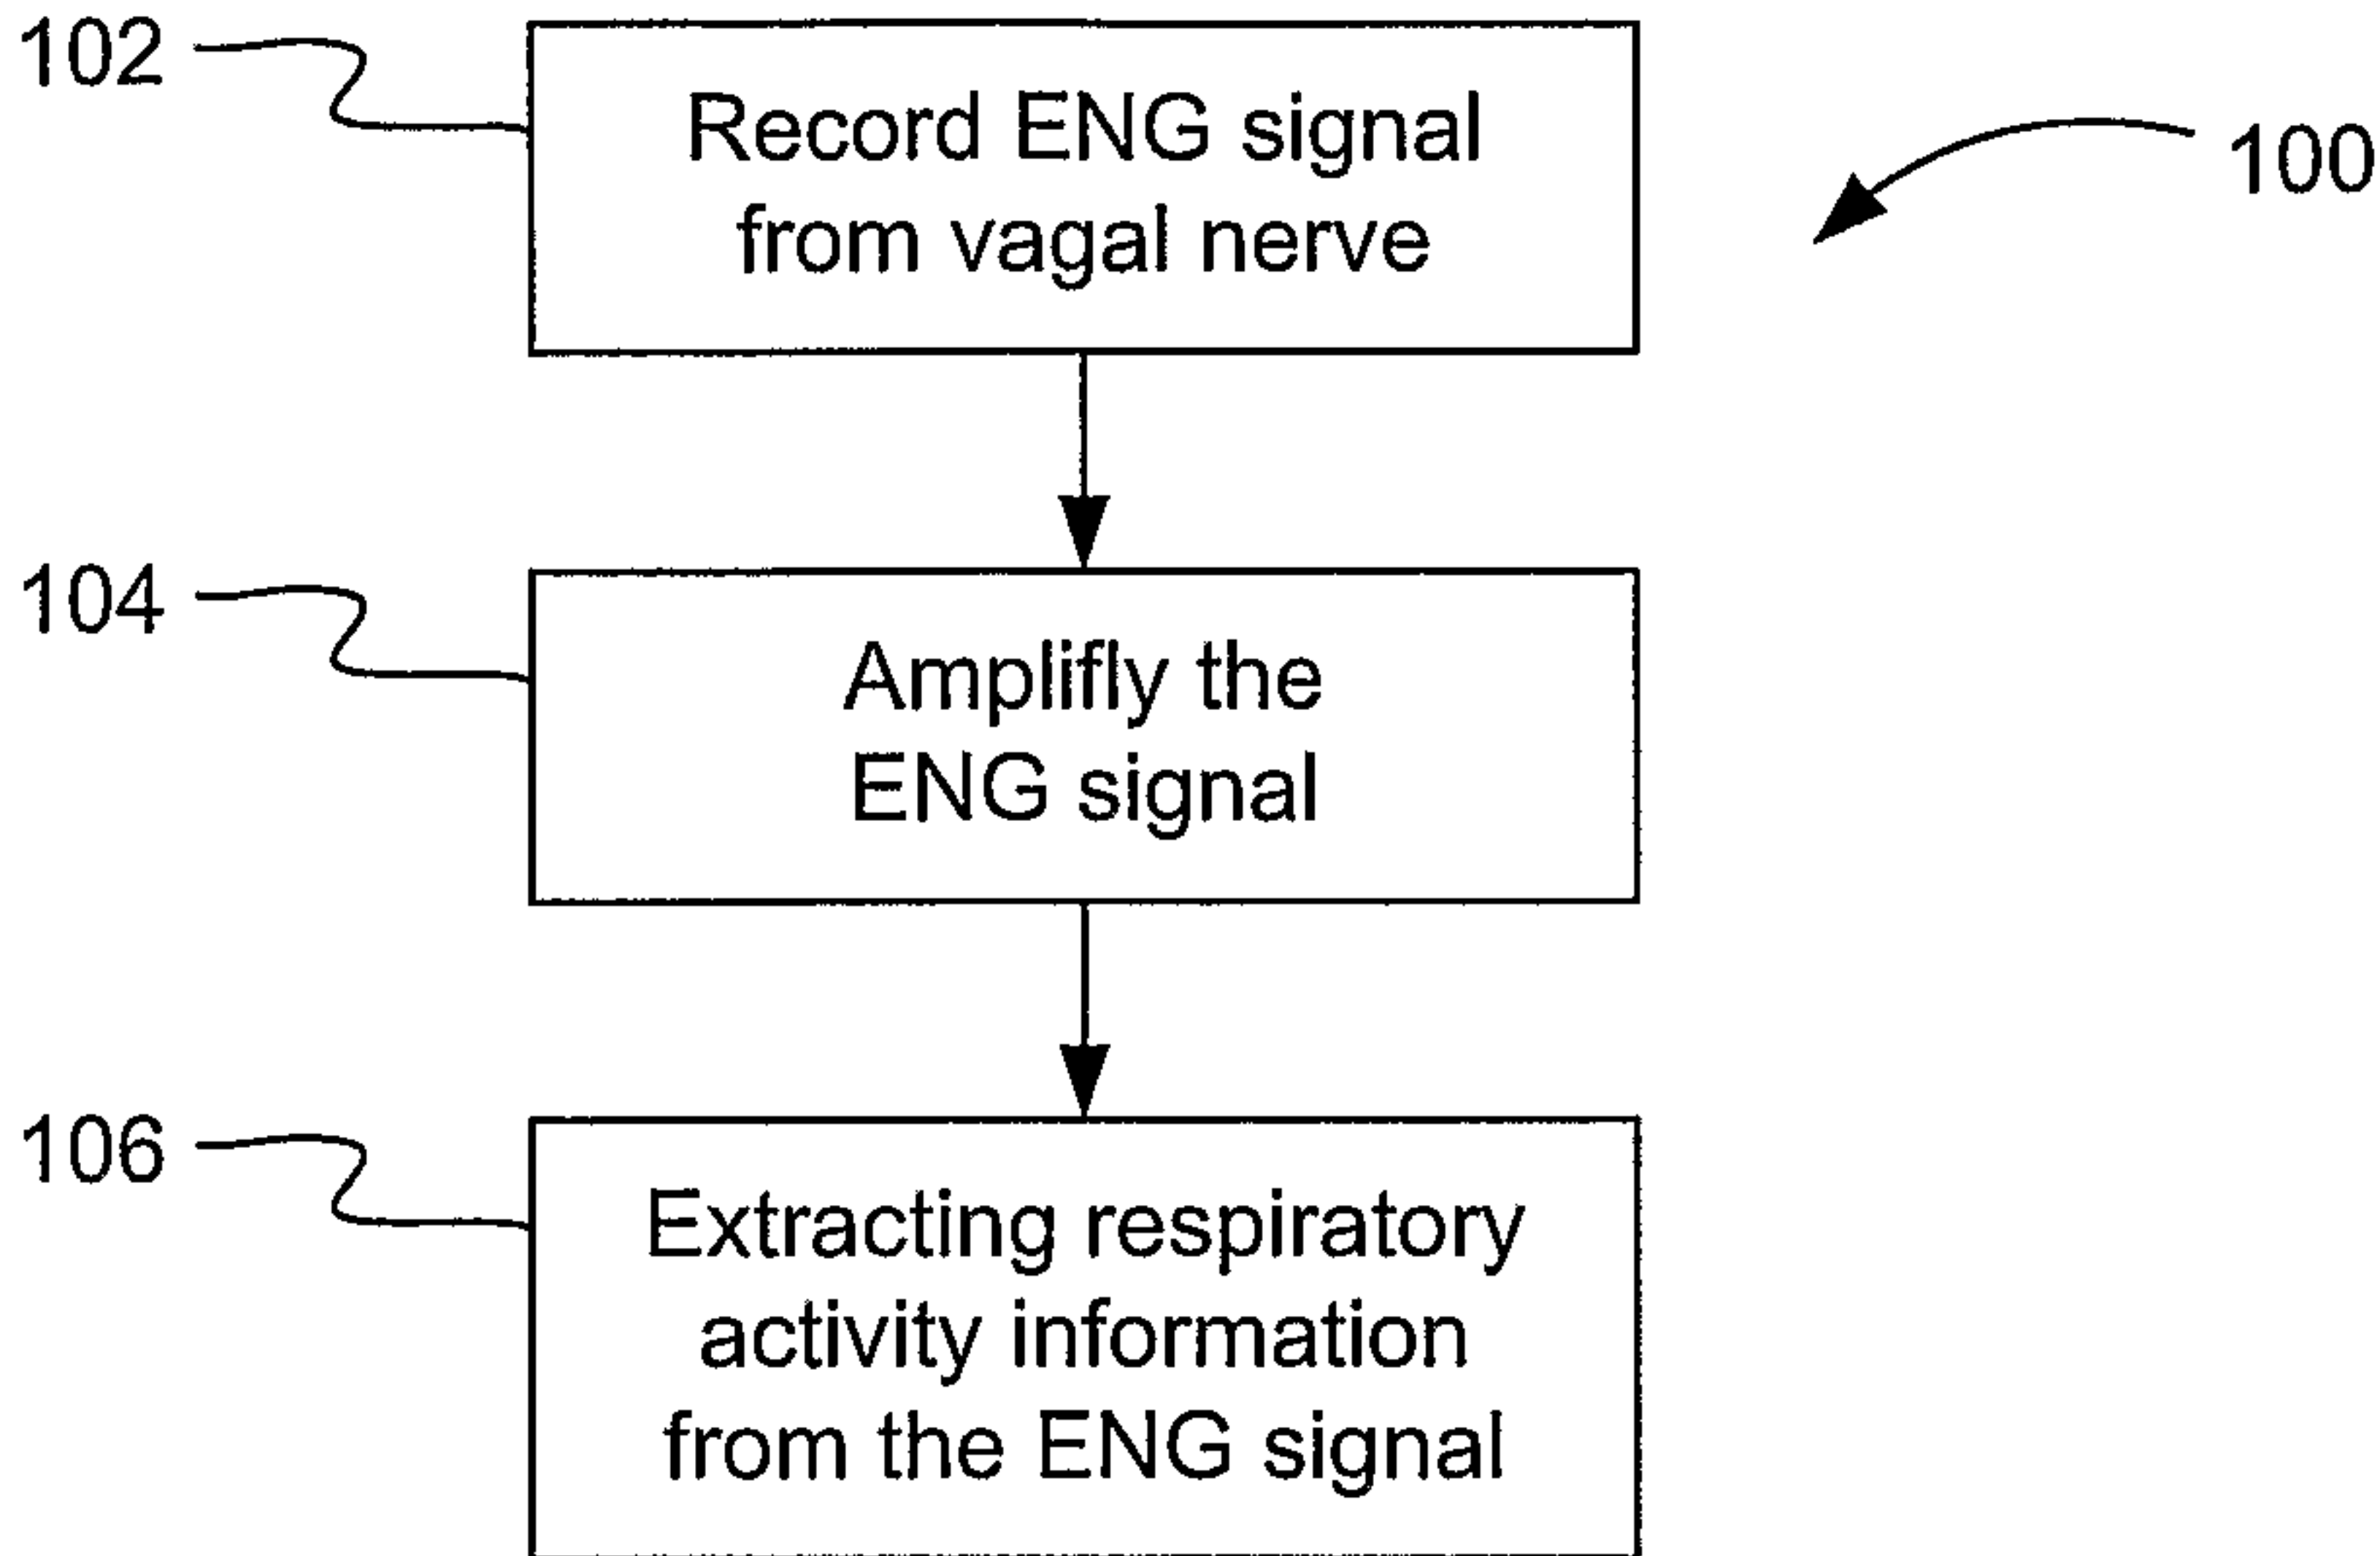 102
Record ENG signal
from vagal nerve
100
104
Amplifly the
ENG signal
106
Extracting respiratory
activity information
from the ENG signal